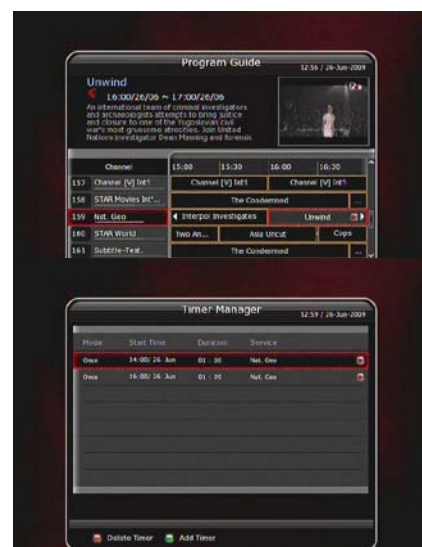 Program Guide
12:56 / 26-Jun-2009
Unwind
16:00/26/06 ~ 17:00/26/06
An international team of criminal investigators
and archaeologists attempts to bring justice
and closure to one of the Yugoslavian civil
war's most gruesome atrocities. Join United
Nations investigator Dean Manning and forensic
Channel 15:00 15:30 16:00 16:30
157 Channel [V] Int'l Channel [V] Int'l Channel [V] Int'l
158 STAR Movies Int'... The Condemned ...
159 Nat. Geo Interpol Investigates Unwind
160 STAR World Two An... Asia Uncut Cops
161 Subtitle-Test. The Condemned ...
Timer Manager
12:59 / 26-Jun-2009
Mode Start Time Duration Service
Once 14:00/ 26. Jun 01 : 00 Nat. Geo
Once 16:00/ 26. Jun 01 : 00 Nat. Geo
Delete Timer Add Timer